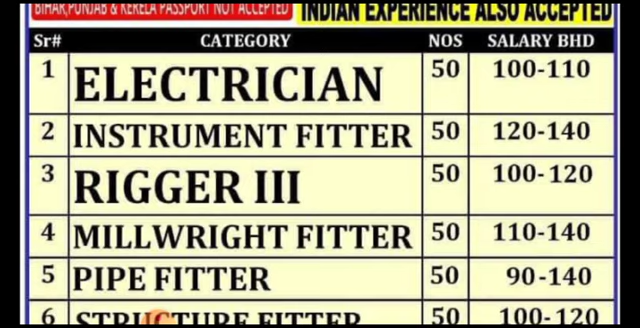 BIHAR,PUNJAB & KERELA PASSPORT NOT ACCEPTED INDIAN EXPERIENCE ALSO ACCEPTED
Sr# CATEGORY NOS SALARY BHD
1 ELECTRICIAN 50 100-110
2 INSTRUMENT FITTER 50 120-140
3 RIGGER III 50 100-120
4 MILLWRIGHT FITTER 50 110-140
5 PIPE FITTER 50 90-140
6 STRUCTURE FITTER 50 100-120